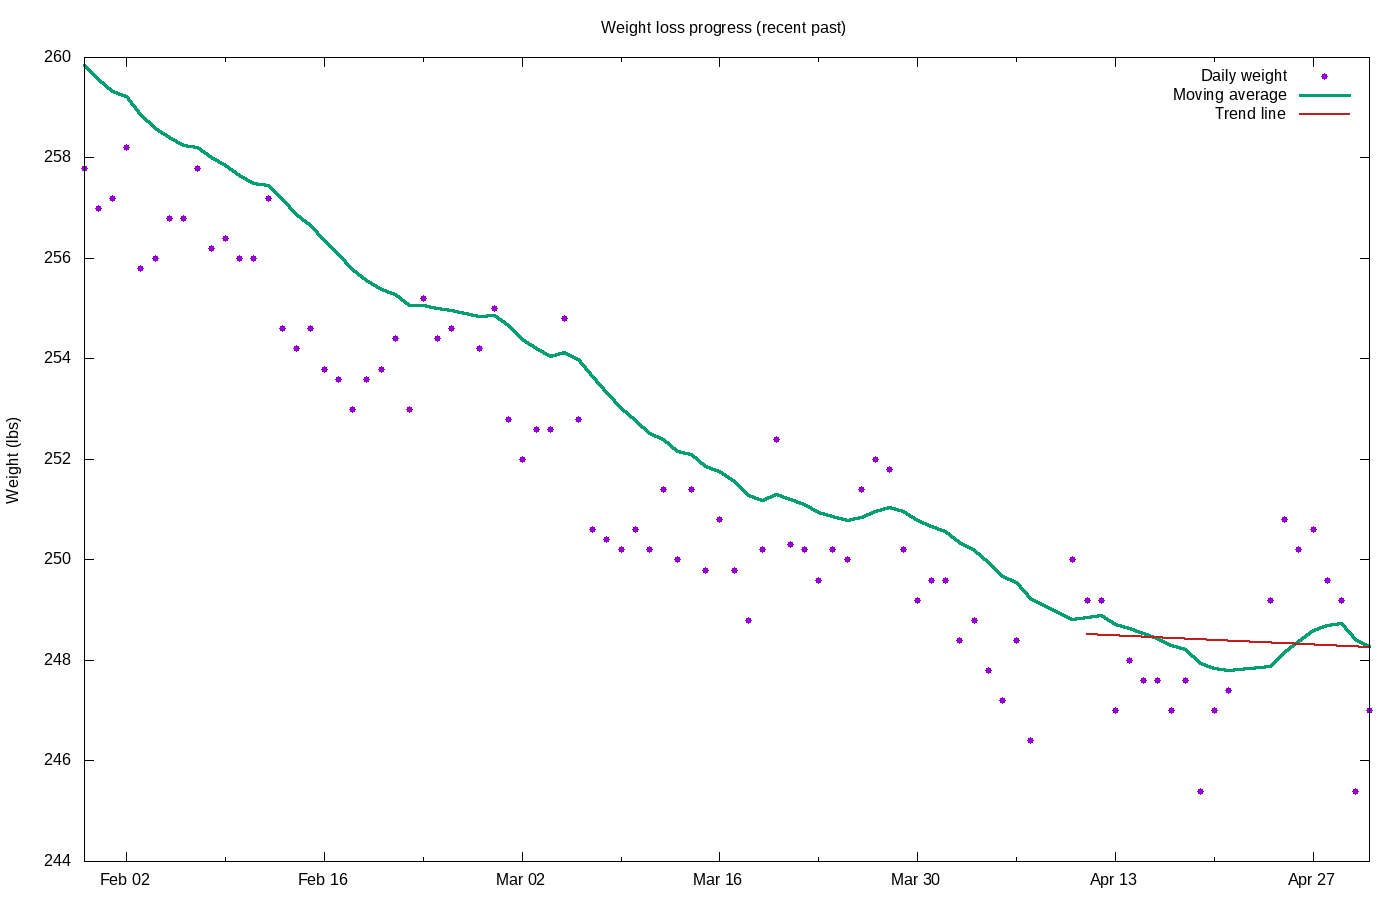 Weight loss progress (recent past)
260
258
256
254
252
250
248
246
244
Weight (lbs)
Daily weight
Moving average
Trend line
Feb 02 Feb 16 Mar 02 Mar 16 Mar 30 Apr 13 Apr 27